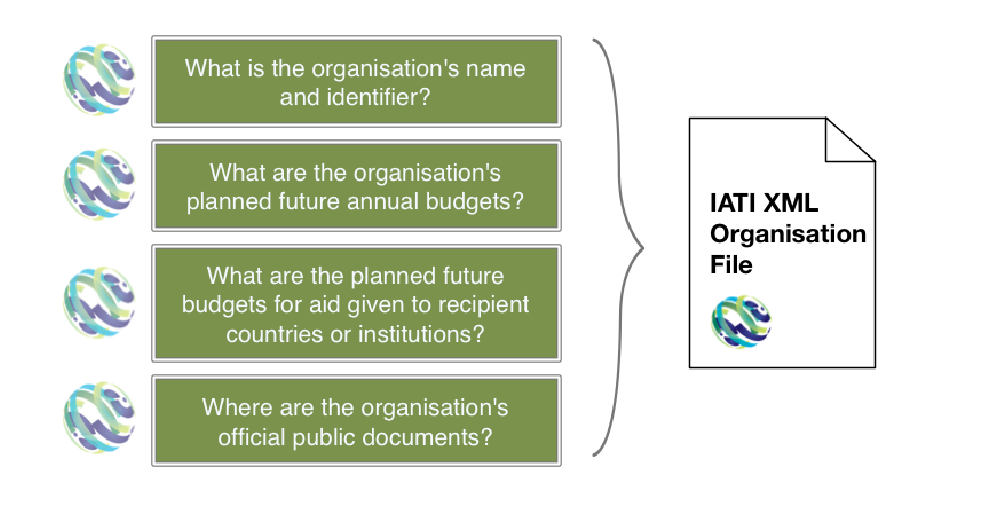 What is the organisation's name
and identifier?
What are the organisation's
planned future annual budgets?
What are the planned future
budgets for aid given to recipient
countries or institutions?
Where are the organisation's
official public documents?
IATI XML
Organisation
File